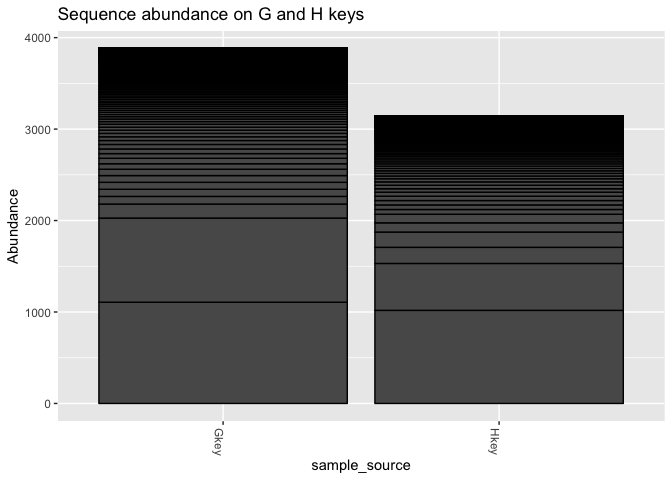 Sequence abundance on G and H keys
4000
3000
2000
1000
0
Abundance
Gkey
Hkey
sample_source